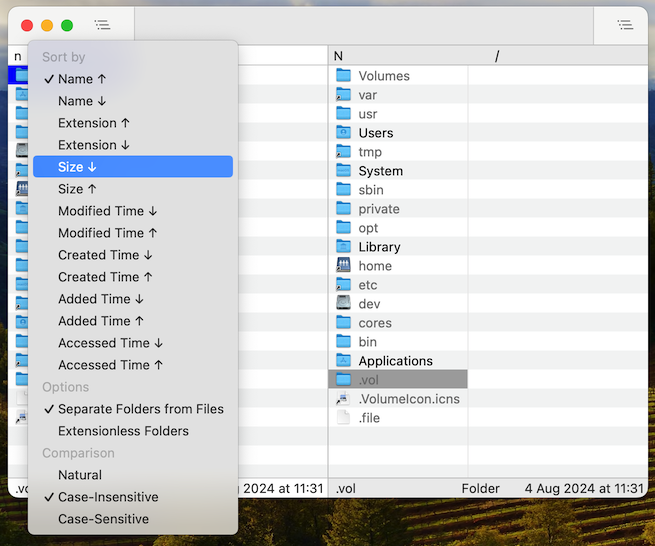 n
N /
Sort by
✓ Name ↑
Name ↓
Extension ↑
Extension ↓
Size ↓
Size ↑
Modified Time ↓
Modified Time ↑
Created Time ↓
Created Time ↑
Added Time ↓
Added Time ↑
Accessed Time ↓
Accessed Time ↑
Options
✓ Separate Folders from Files
Extensionless Folders
Comparison
Natural
✓ Case-Insensitive
Case-Sensitive
Volumes
var
usr
Users
tmp
System
sbin
private
opt
Library
home
etc
dev
cores
bin
Applications
.vol
.VolumeIcon.icns
.file
2024 at 11:31
.vol Folder 4 Aug 2024 at 11:31